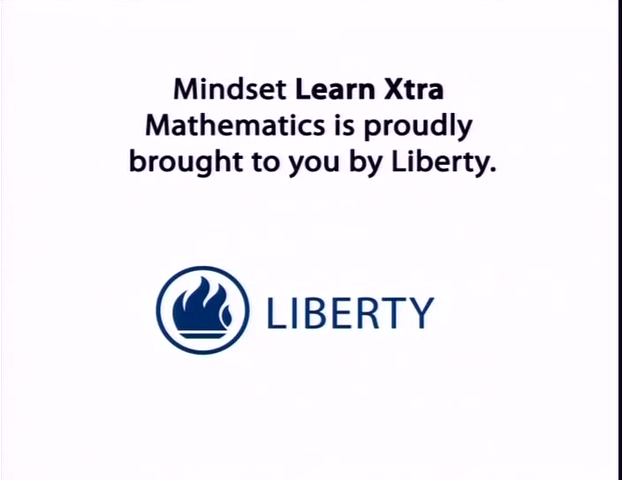 Mindset Learn Xtra
Mathematics is proudly
brought to you by Liberty.
LIBERTY